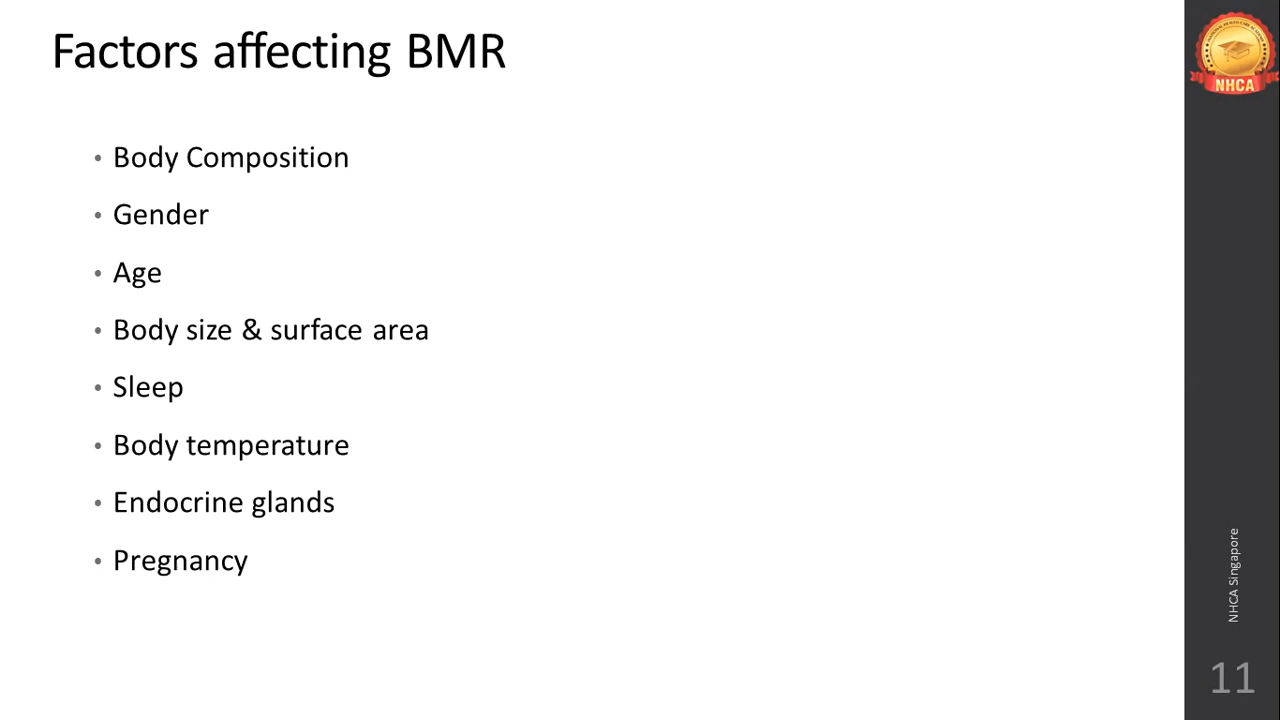 Factors affecting BMR
• Body Composition
• Gender
• Age
• Body size & surface area
• Sleep
• Body temperature
• Endocrine glands
• Pregnancy
NHCA
NHCA Singapore
11